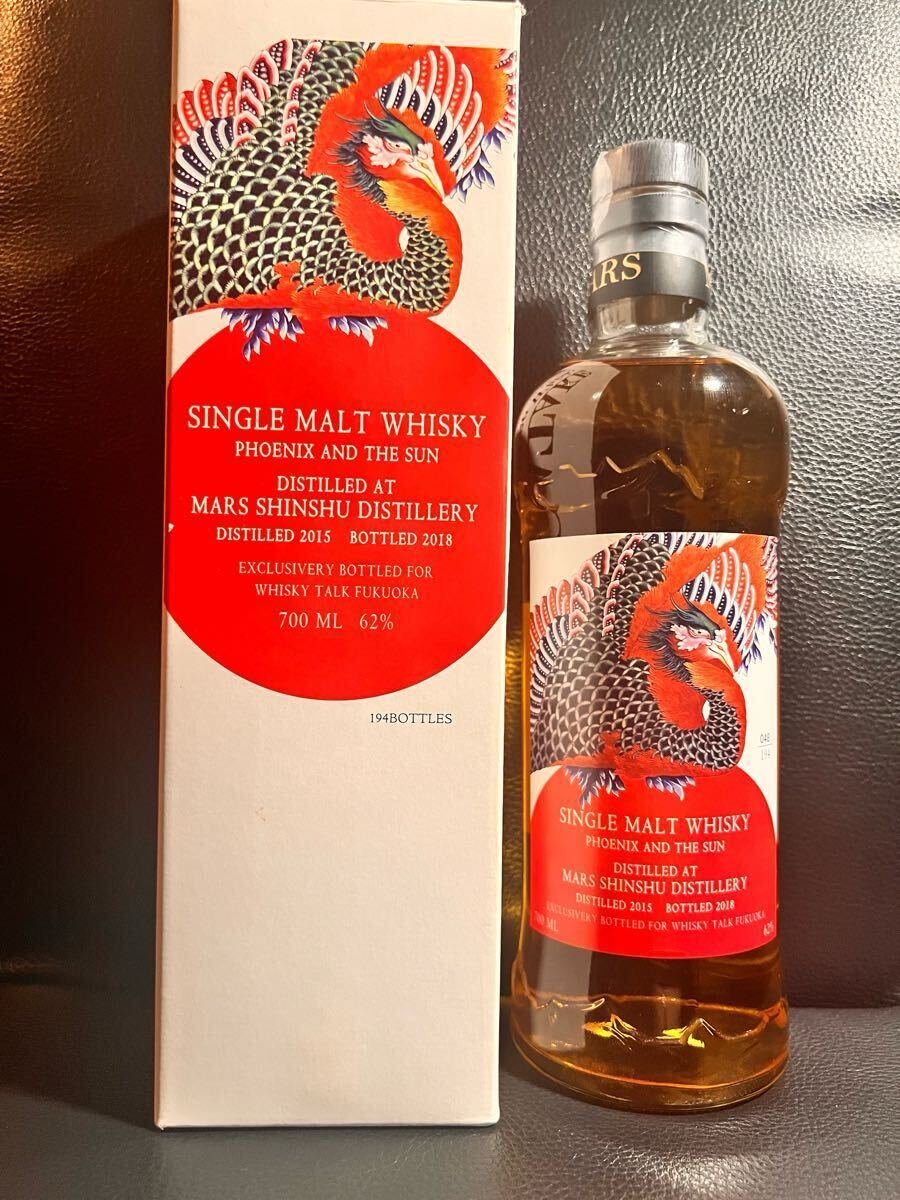 SINGLE MALT WHISKY
PHOENIX AND THE SUN
DISTILLED AT
MARS SHINSHU DISTILLERY
DISTILLED 2015 BOTTLED 2018
EXCLUSIVERY BOTTLED FOR
WHISKY TALK FUKUOKA
700 ML 62%
194BOTTLES
ARS
194
SINGLE MALT WHISKY
PHOENIX AND THE SUN
DISTILLED AT
MARS SHINSHU DISTILLERY
DISTILLED 2015 BOTTLED 2018
EXCLUSIVERY BOTTLED FOR WHISKY TALK FUKUOKA
700 ML 62%